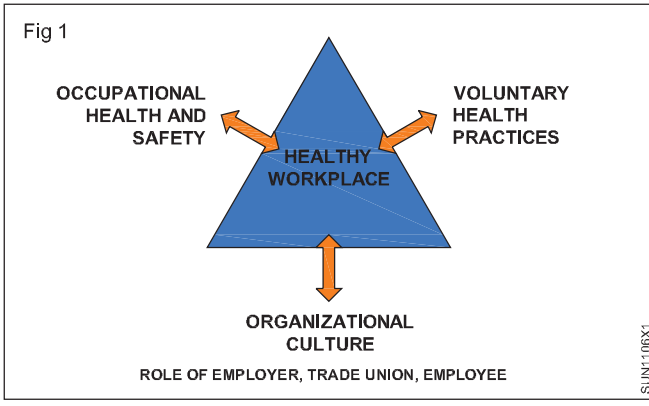 Fig 1
OCCUPATIONAL
HEALTH AND
SAFETY
VOLUNTARY
HEALTH
PRACTICES
HEALTHY
WORKPLACE
ORGANIZATIONAL
CULTURE
ROLE OF EMPLOYER, TRADE UNION, EMPLOYEE
SUN1106X1